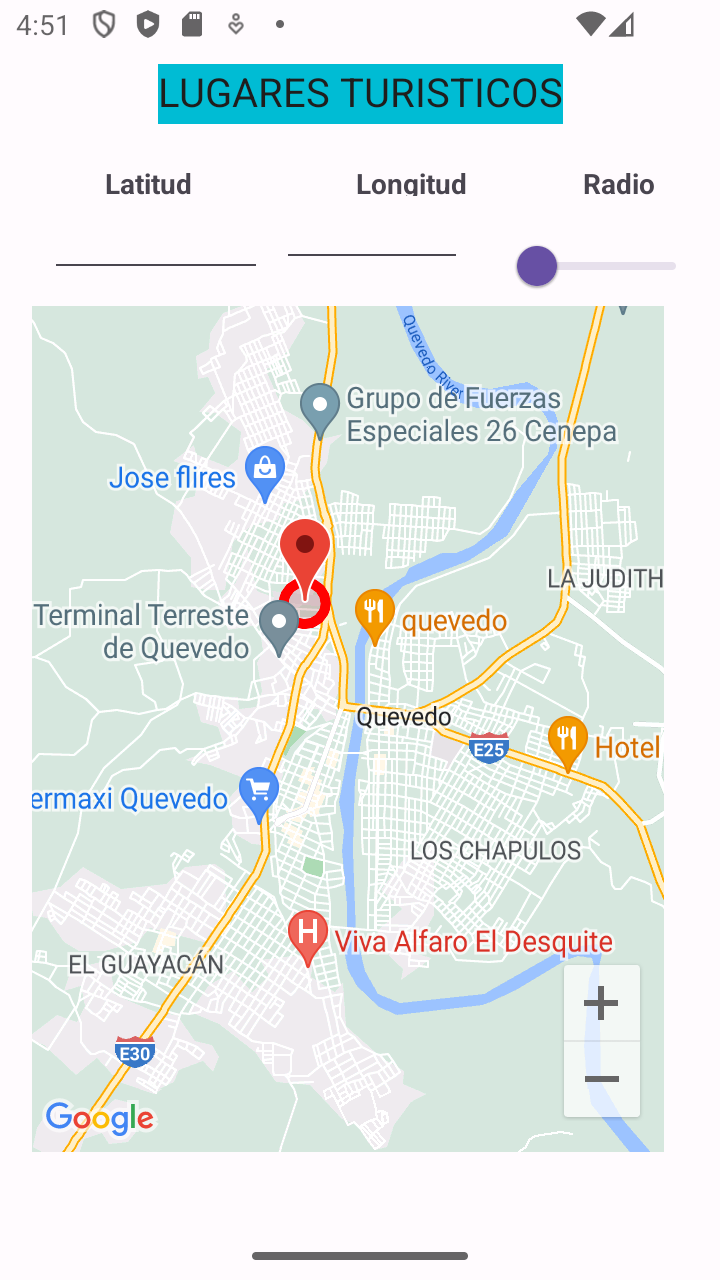 4:51
LUGARES TURISTICOS
Latitud
Longitud
Radio
Quevedo River
Grupo de Fuerzas
Especiales 26 Cenepa
Jose flires
LA JUDITH
Terminal Terreste
de Quevedo
quevedo
Quevedo
E25
Hotel
ermaxi Quevedo
LOS CHAPULOS
H
Viva Alfaro El Desquite
EL GUAYACÁN
E30
Google